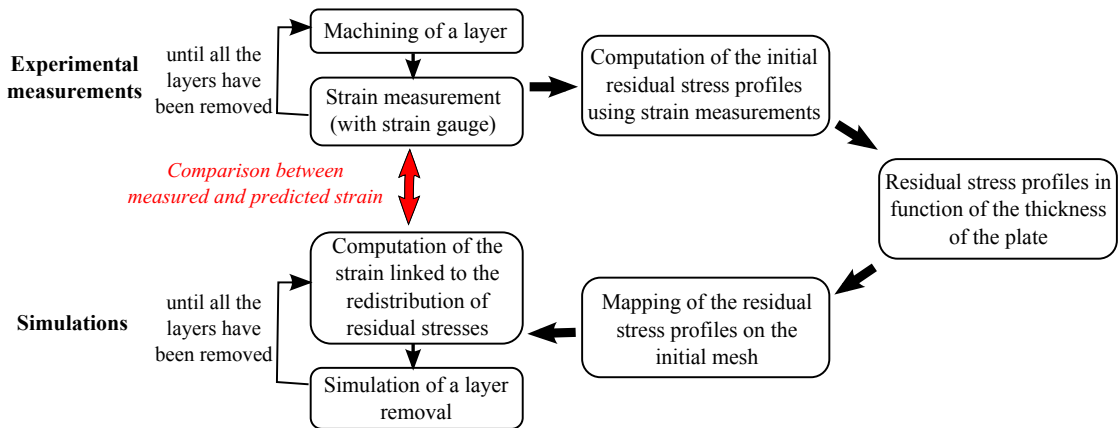 Experimental
measurements
until all the
layers have
been removed
Machining of a layer
Strain measurement
(with strain gauge)
Computation of the initial
residual stress profiles
using strain measurements
Residual stress profiles in
function of the thickness
of the plate
Comparison between
measured and predicted strain
Simulations
until all the
layers have
been removed
Computation of the
strain linked to the
redistribution of
residual stresses
Simulation of a layer
removal
Mapping of the residual
stress profiles on the
initial mesh